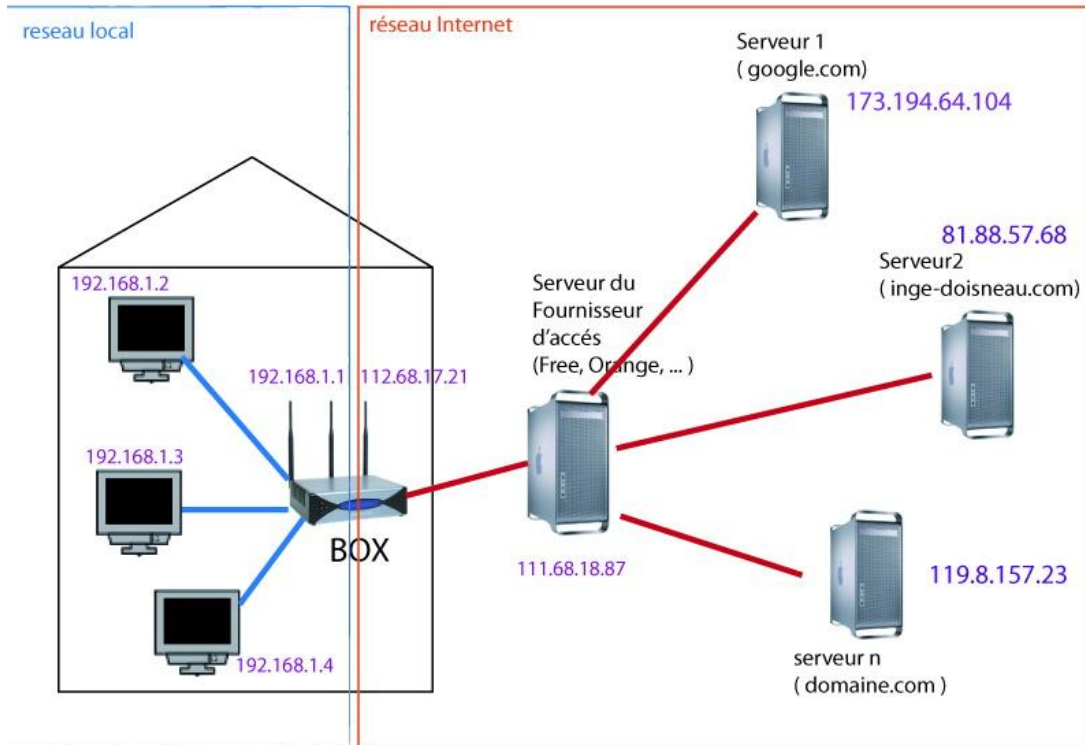 reseau local
réseau Internet
Serveur 1
( google.com)
173.194.64.104
81.88.57.68
Serveur2
( inge-doisneau.com)
192.168.1.2
Serveur du
Fournisseur
d'accés
(Free, Orange, ... )
192.168.1.1
112.68.17.21
192.168.1.3
BOX
111.68.18.87
119.8.157.23
192.168.1.4
serveur n
( domaine.com )